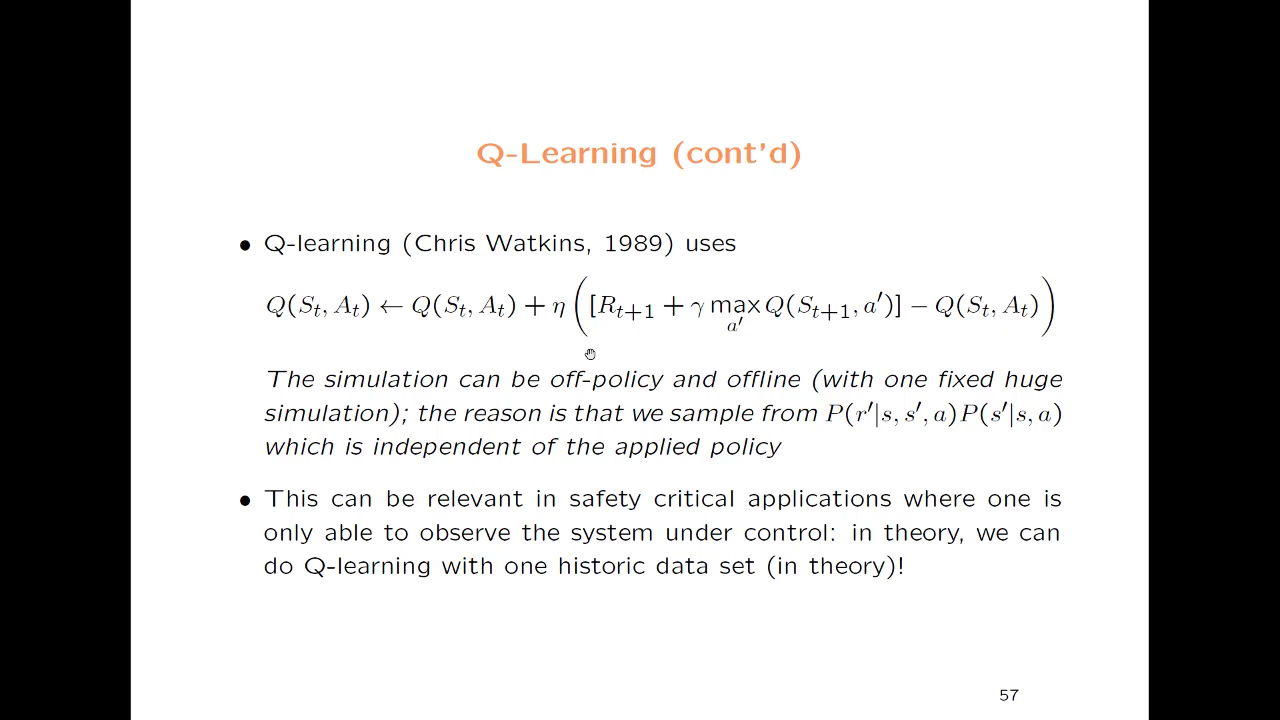 Q-Learning (cont'd)
• Q-learning (Chris Watkins, 1989) uses
Q(S_t, A_t) ← Q(S_t, A_t) + η ([R_{t+1} + γ max_{a′} Q(S_{t+1}, a′)] − Q(S_t, A_t))
The simulation can be off-policy and offline (with one fixed huge
simulation); the reason is that we sample from P(r′|s, s′, a)P(s′|s, a)
which is independent of the applied policy
• This can be relevant in safety critical applications where one is
only able to observe the system under control: in theory, we can
do Q-learning with one historic data set (in theory)!
57